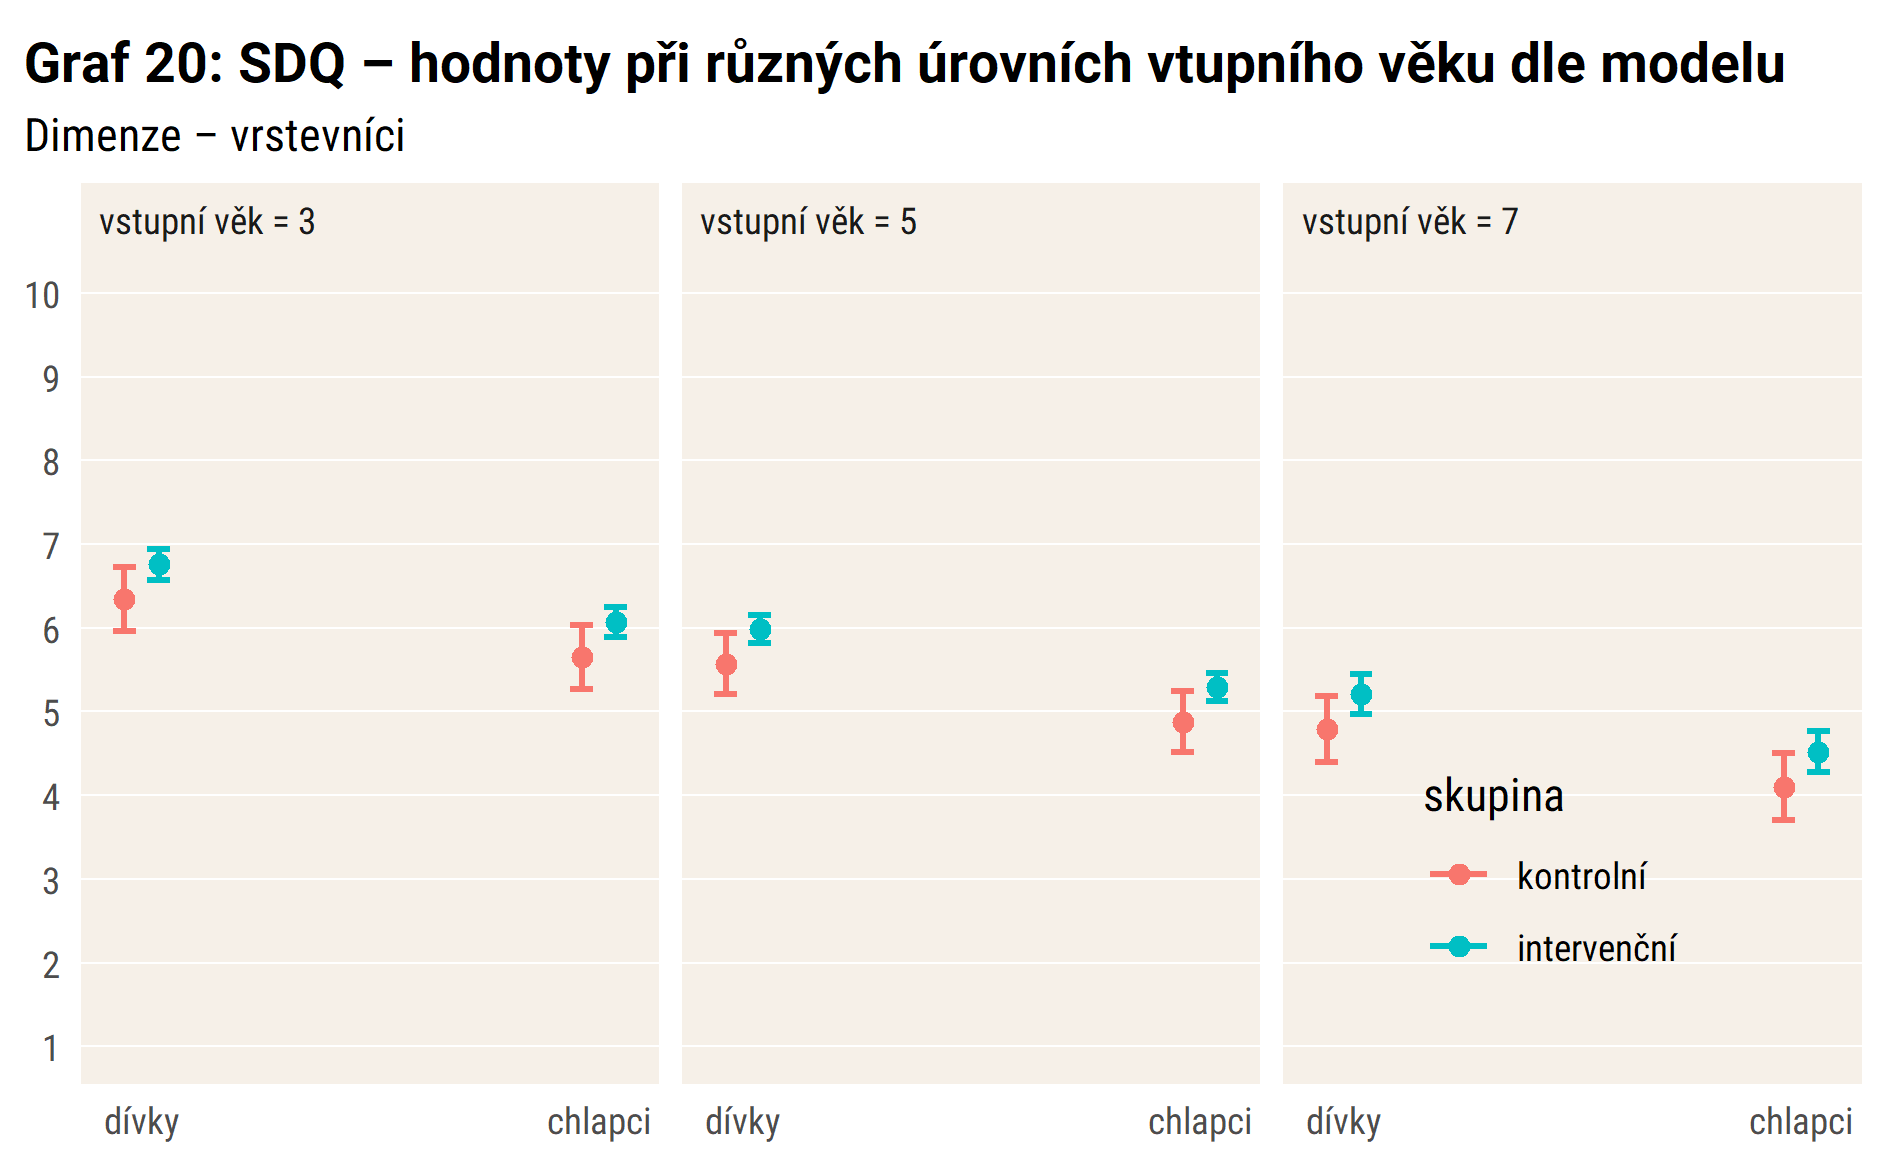 Graf 20: SDQ – hodnoty při různých úrovních vtupního věku dle modelu
Dimenze – vrstevníci
vstupní věk = 3
vstupní věk = 5
vstupní věk = 7
10
9
8
7
6
5
4
3
2
1
skupina
kontrolní
intervenční
dívky
chlapci
dívky
chlapci
dívky
chlapci